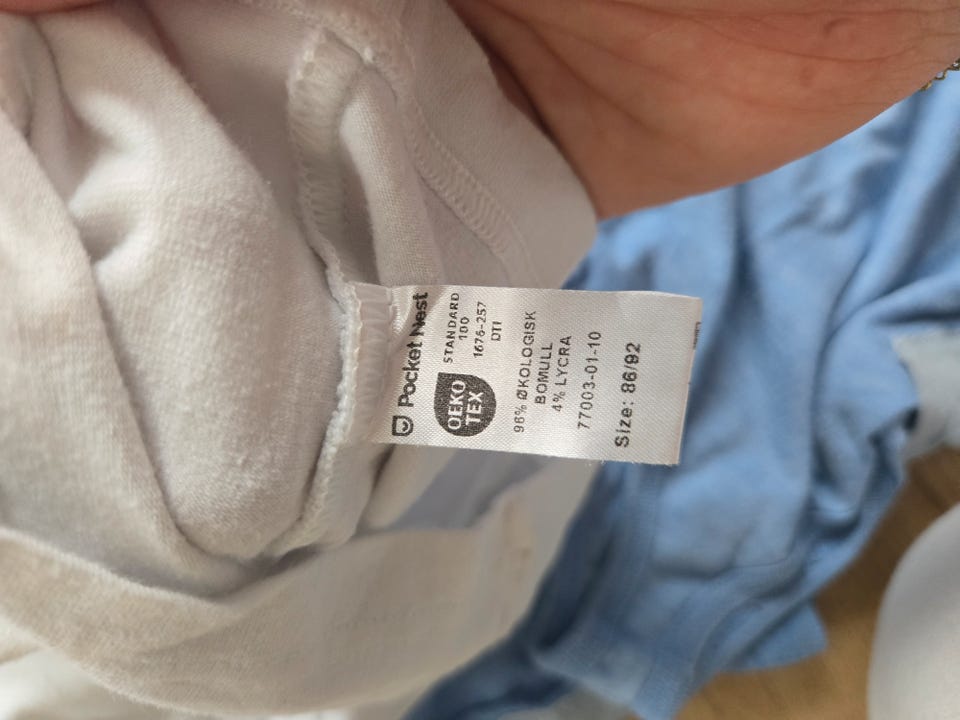 Pocket Nest
OEKO
TEX
STANDARD
100
1676-257
DTI
96% ØKOLOGISK
BOMULL
4% LYCRA
77003-01-10
Size: 86/92